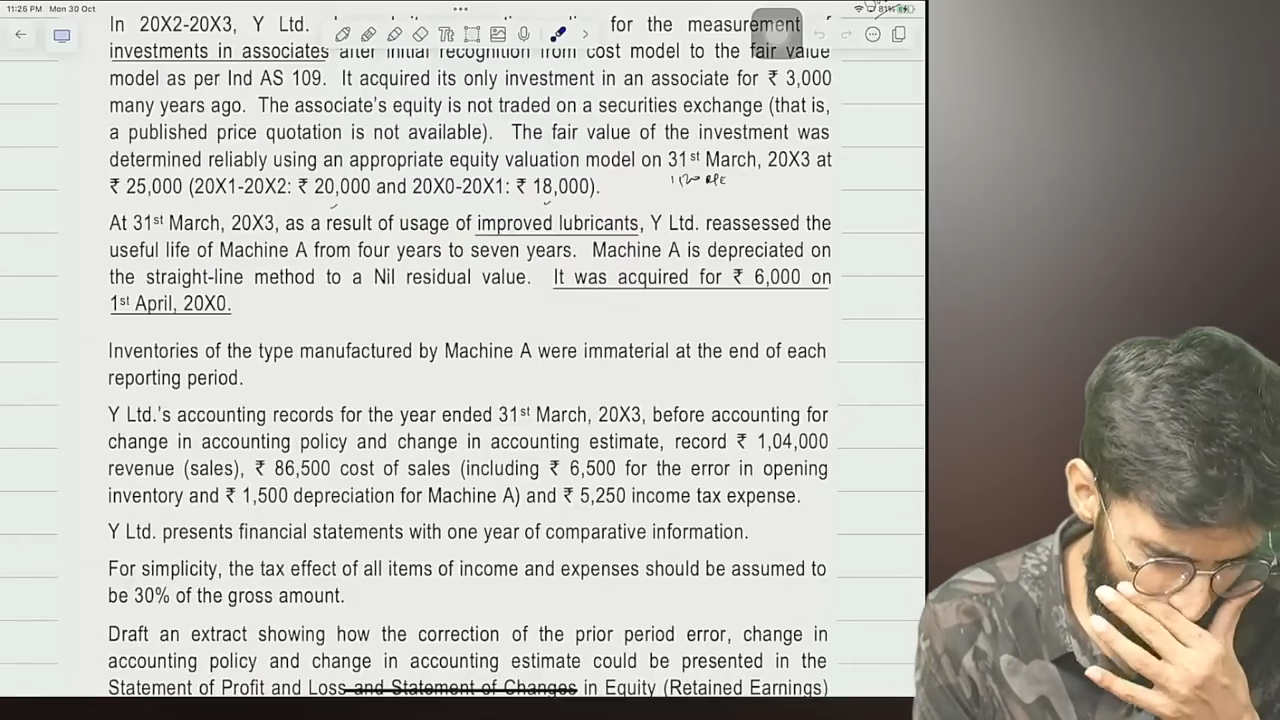 11:26 PM Mon 30 Oct
81%
In 20X2-20X3, Y Ltd. for the measurement
investments in associates after initial recognition from cost model to the fair value
model as per Ind AS 109. It acquired its only investment in an associate for ₹ 3,000
many years ago. The associate's equity is not traded on a securities exchange (that is,
a published price quotation is not available). The fair value of the investment was
determined reliably using an appropriate equity valuation model on 31st March, 20X3 at
₹ 25,000 (20X1-20X2: ₹ 20,000 and 20X0-20X1: ₹ 18,000).
At 31st March, 20X3, as a result of usage of improved lubricants, Y Ltd. reassessed the
useful life of Machine A from four years to seven years. Machine A is depreciated on
the straight-line method to a Nil residual value. It was acquired for ₹ 6,000 on
1st April, 20X0.
Inventories of the type manufactured by Machine A were immaterial at the end of each
reporting period.
Y Ltd.'s accounting records for the year ended 31st March, 20X3, before accounting for
change in accounting policy and change in accounting estimate, record ₹ 1,04,000
revenue (sales), ₹ 86,500 cost of sales (including ₹ 6,500 for the error in opening
inventory and ₹ 1,500 depreciation for Machine A) and ₹ 5,250 income tax expense.
Y Ltd. presents financial statements with one year of comparative information.
For simplicity, the tax effect of all items of income and expenses should be assumed to
be 30% of the gross amount.
Draft an extract showing how the correction of the prior period error, change in
accounting policy and change in accounting estimate could be presented in the
Statement of Profit and Loss and Statement of Changes in Equity (Retained Earnings)